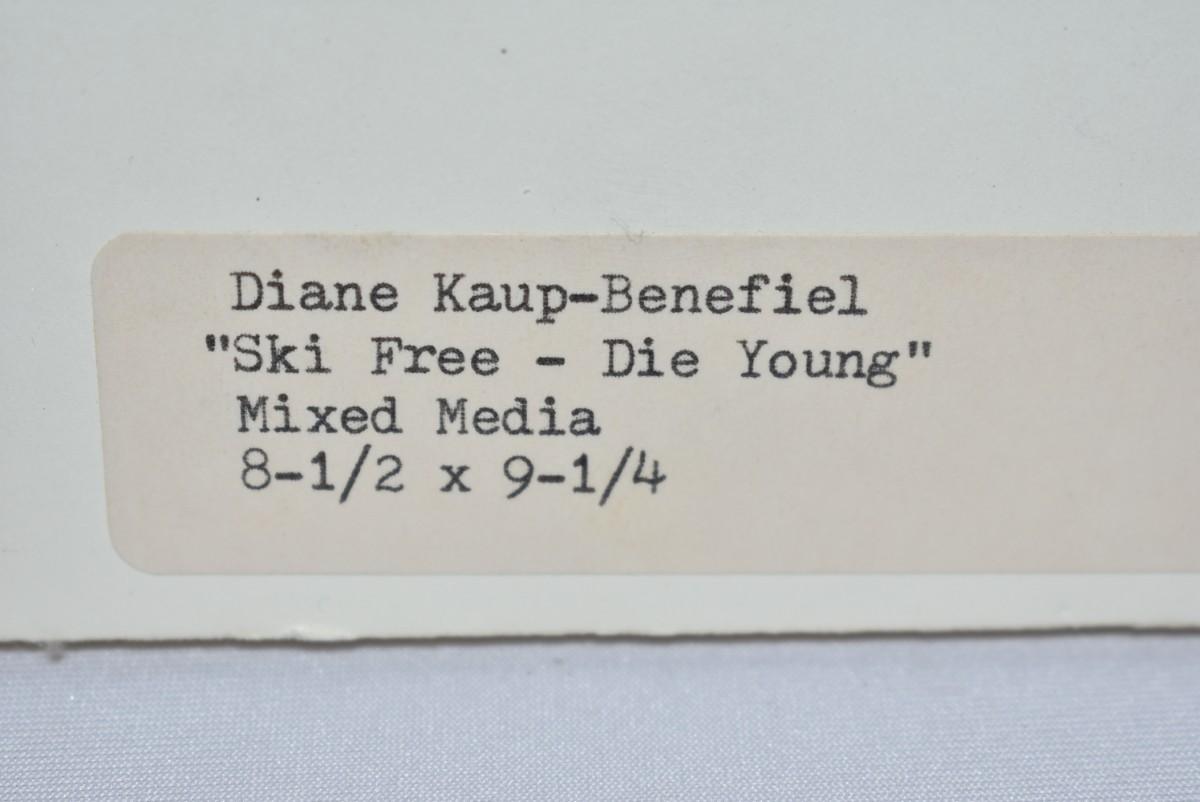 Diane Kaup-Benefiel
"Ski Free - Die Young"
Mixed Media
8-1/2 x 9-1/4